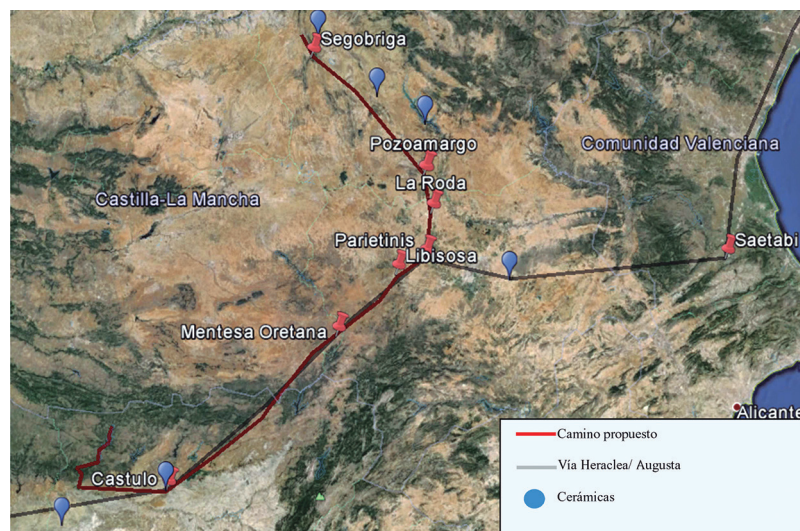 Segobriga
Pozoamargo
Comunidad Valenciana
La Roda
Castilla-La Mancha
Parietinis
Libisosa
Saetabi
Mentesa Oretana
Alicante
Castulo
Camino propuesto
Vía Heraclea/ Augusta
Cerámicas